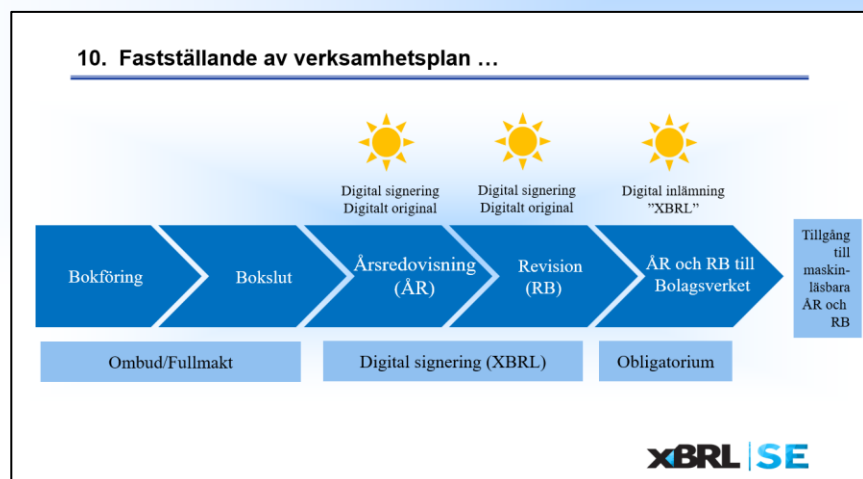 10. Fastställande av verksamhetsplan …
Digital signering
Digitalt original
Digital signering
Digitalt original
Digital inlämning
”XBRL”
Bokföring
Bokslut
Årsredovisning
(ÅR)
Revision
(RB)
ÅR och RB till
Bolagsverket
Tillgång
till
maskin-
läsbara
ÅR och
RB
Ombud/Fullmakt
Digital signering (XBRL)
Obligatorium
XBRL SE